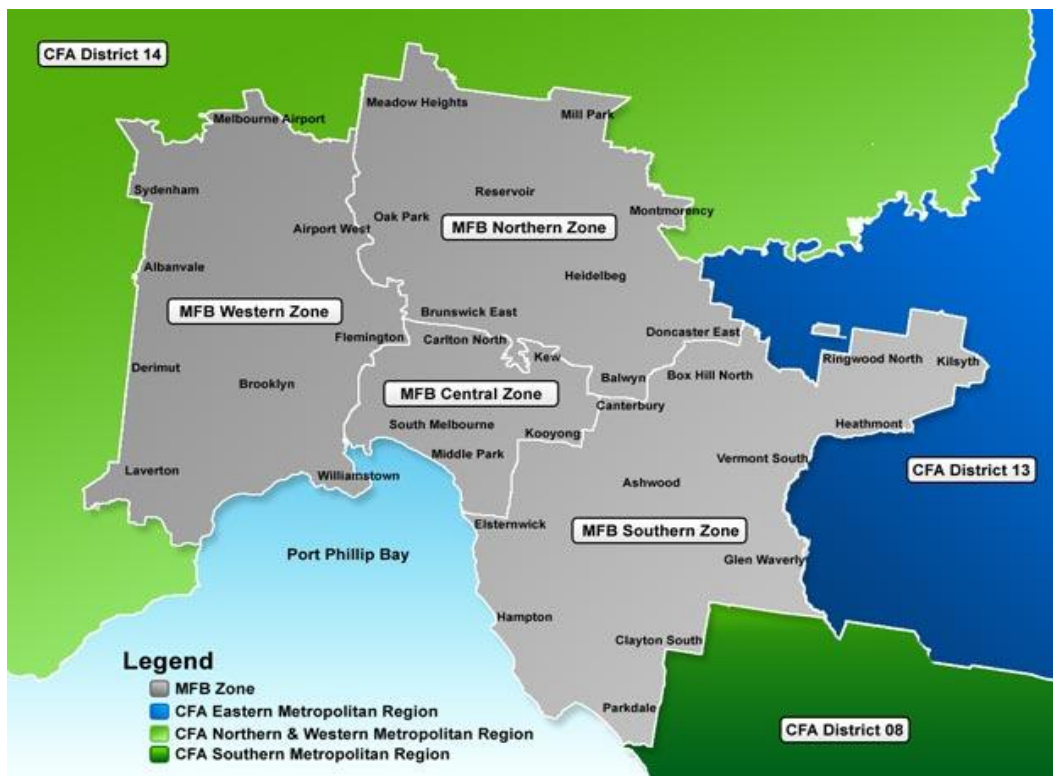 CFA District 14
Meadow Heights
Melbourne Airport
Mill Park
Sydenham
Reservoir
Montmorency
Oak Park
Airport West
MFB Northern Zone
Albanvale
Heidelbeg
MFB Western Zone
Brunswick East
Flemington
Carlton North
Doncaster East
Kew
Ringwood North
Kilsyth
Derimut
Brooklyn
Balwyn
Box Hill North
MFB Central Zone
Canterbury
South Melbourne
Kooyong
Heathmont
Middle Park
Vermont South
Laverton
Williamstown
CFA District 13
Ashwood
Elsternwick
MFB Southern Zone
Port Phillip Bay
Glen Waverly
Hampton
Clayton South
Parkdale
CFA District 08
Legend
MFB Zone
CFA Eastern Metropolitan Region
CFA Northern & Western Metropolitan Region
CFA Southern Metropolitan Region